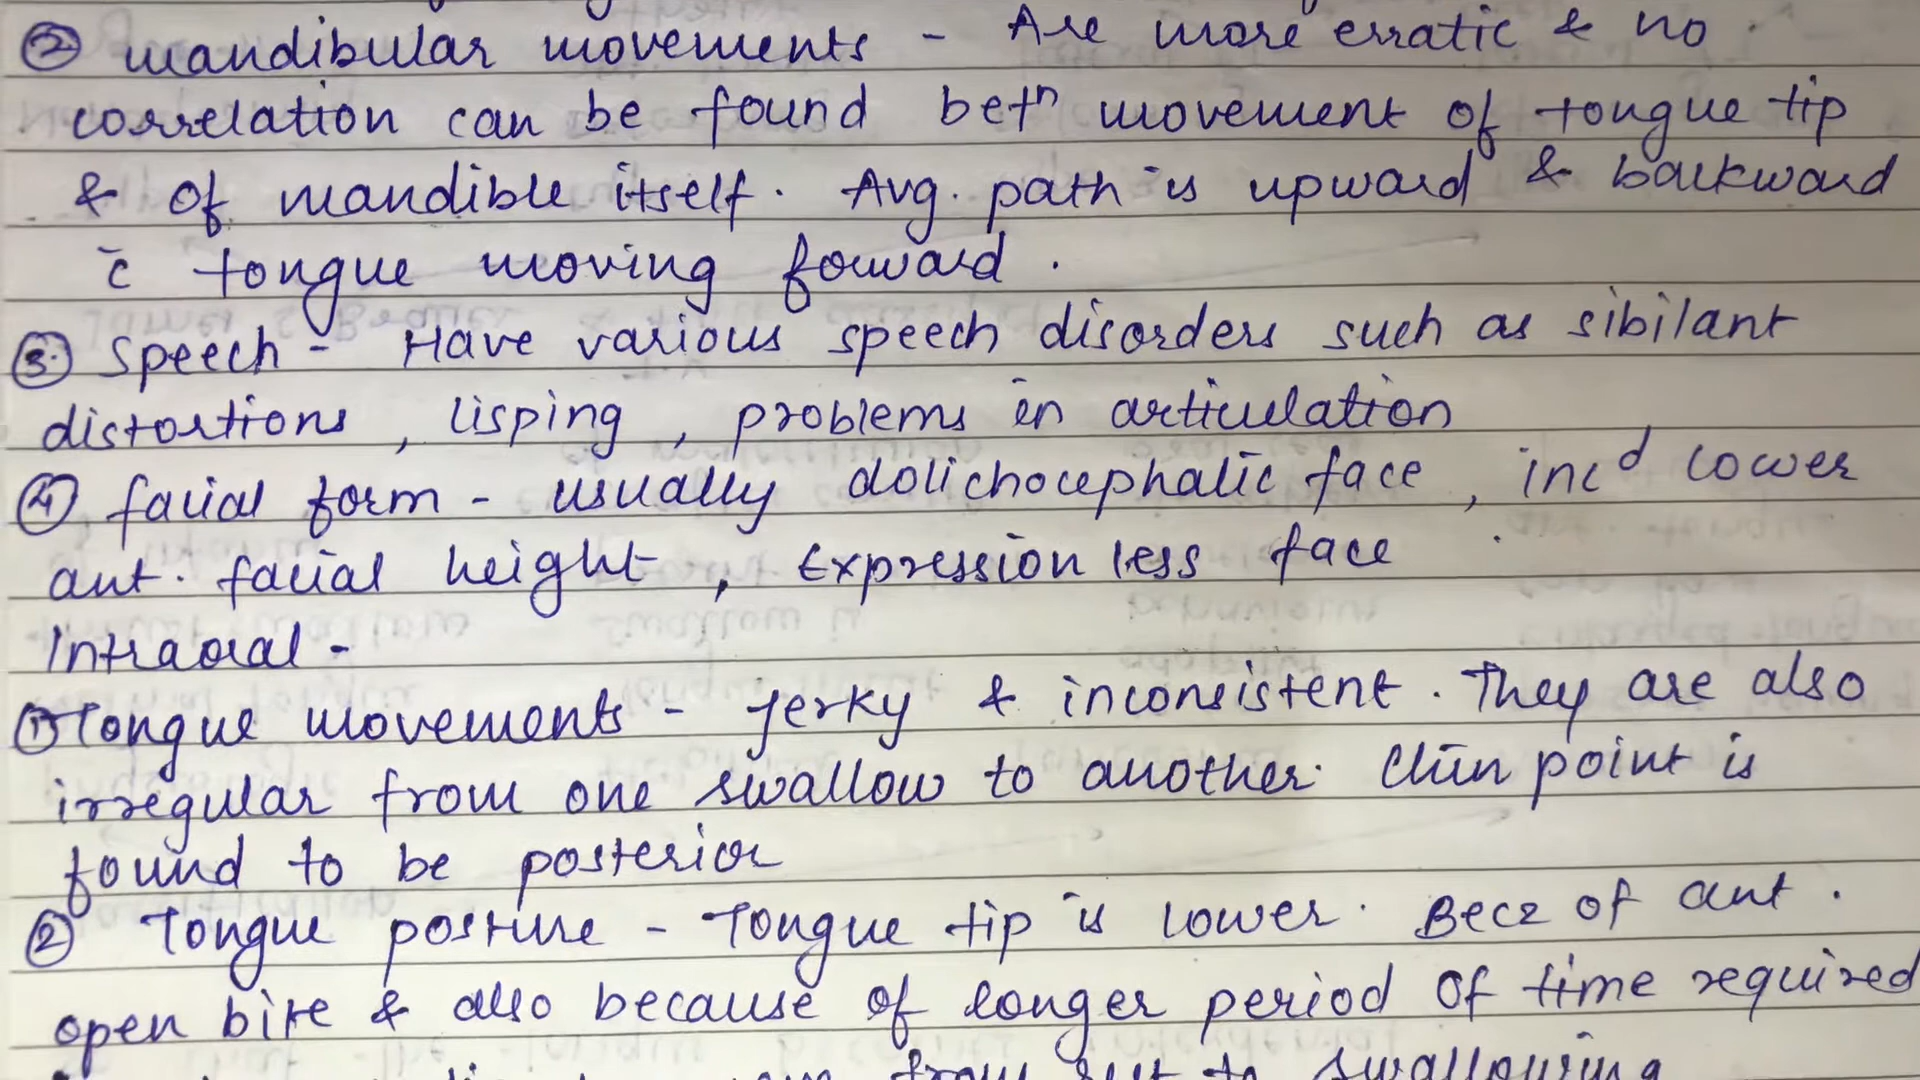 ② mandibular movements - Are more erratic & no
correlation can be found betn movement of tongue tip
& of mandible itself. Avg. path is upward & backward
c̄ tongue moving forward.
③ Speech - Have various speech disorders such as sibilant
distortions, lisping, problems in articulation
④ facial form - usually dolichocephalic face, incd lower
ant. facial height, Expression less face
Intraoral -
① Tongue movements - Jerky & inconsistent. They are also
irregular from one swallow to another. Chin point is
found to be posterior
② Tongue posture - Tongue tip is lower. Becz of ant.
open bite & also because of longer period of time required
from rest to swallowing